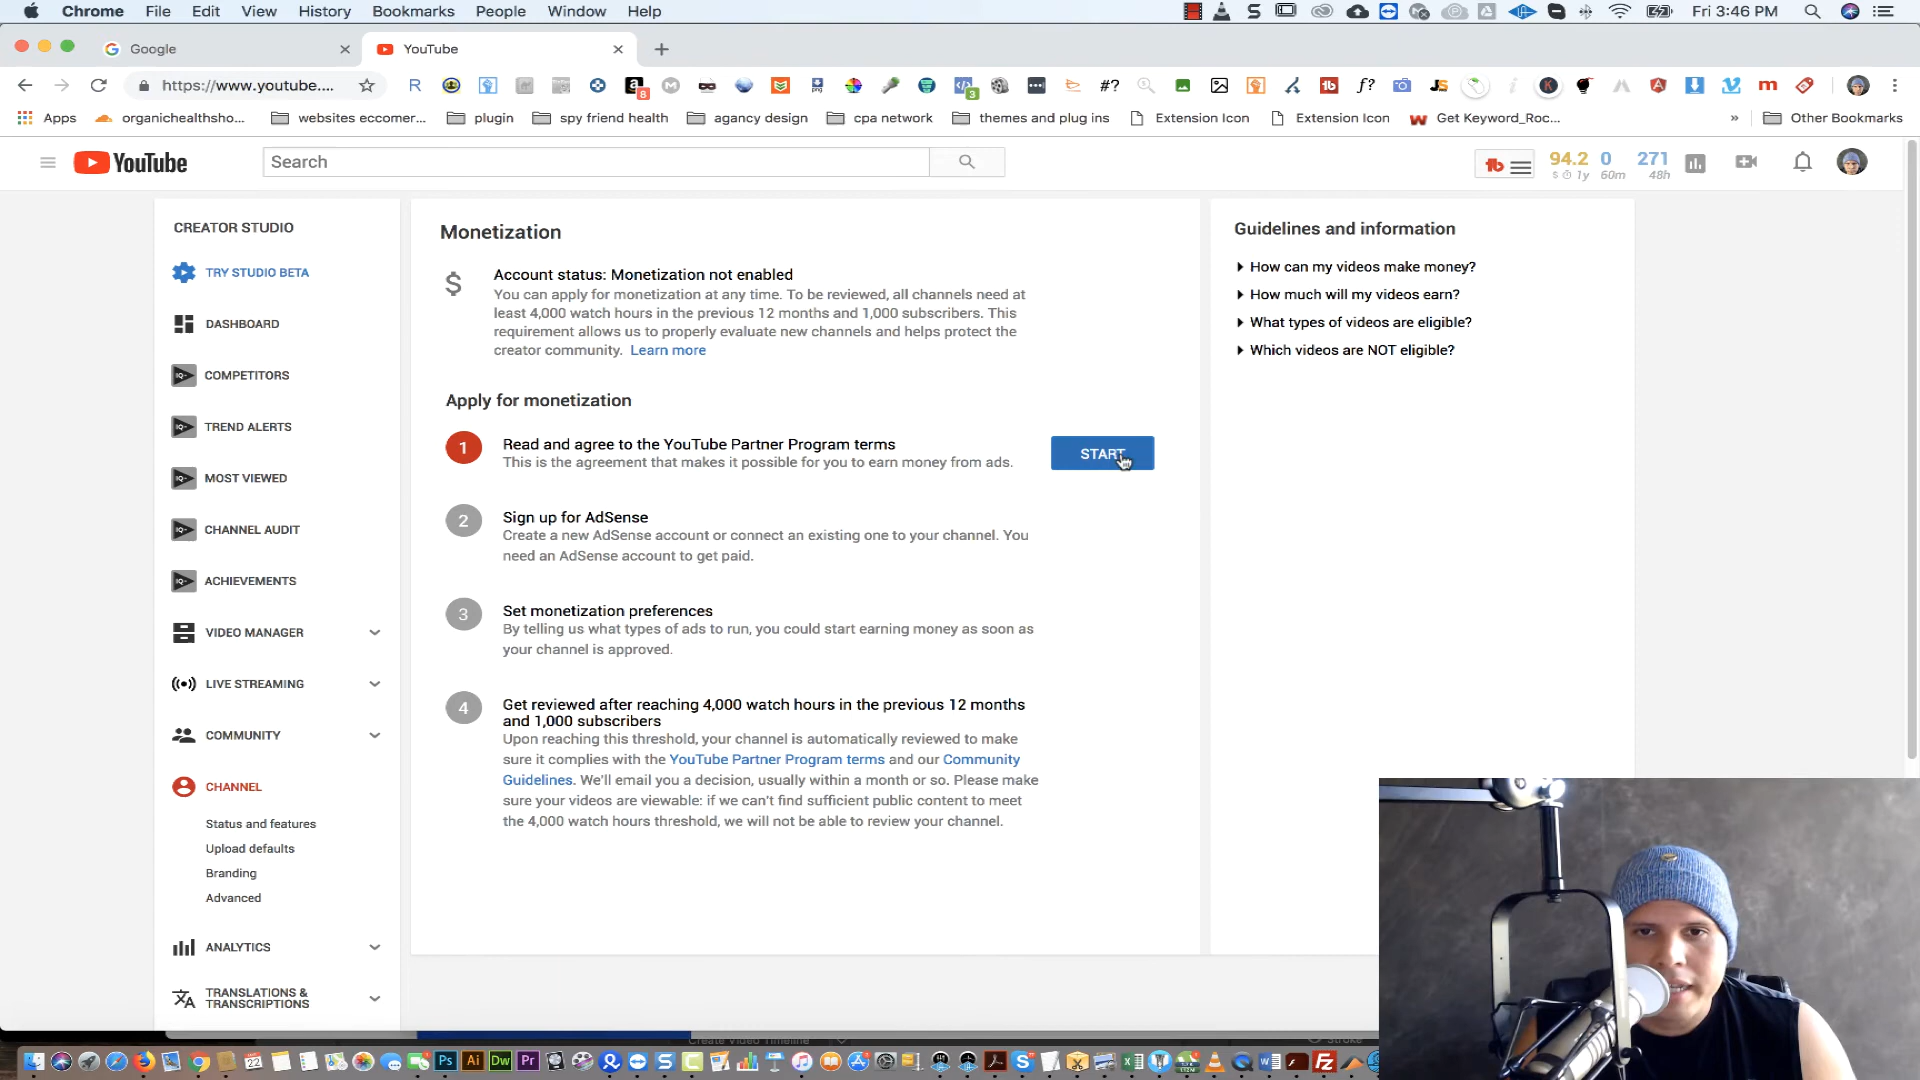 Chrome File Edit View History Bookmarks People Window Help
Fri 3:46 PM
Google
YouTube
https://www.youtube....
8
3
#?
f?
JS
Apps
organichealthsho...
websites eccomer...
plugin
spy friend health
agancy design
cpa network
themes and plug ins
Extension Icon
Extension Icon
Get Keyword_Roc...
»
Other Bookmarks
YouTube
Search
94.2 0 271
$ 1y 60m 48h
CREATOR STUDIO
TRY STUDIO BETA
DASHBOARD
COMPETITORS
TREND ALERTS
MOST VIEWED
CHANNEL AUDIT
ACHIEVEMENTS
VIDEO MANAGER
LIVE STREAMING
COMMUNITY
CHANNEL
Status and features
Upload defaults
Branding
Advanced
ANALYTICS
TRANSLATIONS &
TRANSCRIPTIONS
Monetization
$
Account status: Monetization not enabled
You can apply for monetization at any time. To be reviewed, all channels need at
least 4,000 watch hours in the previous 12 months and 1,000 subscribers. This
requirement allows us to properly evaluate new channels and helps protect the
creator community. Learn more
Apply for monetization
1
Read and agree to the YouTube Partner Program terms
This is the agreement that makes it possible for you to earn money from ads.
START
2
Sign up for AdSense
Create a new AdSense account or connect an existing one to your channel. You
need an AdSense account to get paid.
3
Set monetization preferences
By telling us what types of ads to run, you could start earning money as soon as
your channel is approved.
4
Get reviewed after reaching 4,000 watch hours in the previous 12 months
and 1,000 subscribers
Upon reaching this threshold, your channel is automatically reviewed to make
sure it complies with the YouTube Partner Program terms and our Community
Guidelines. We'll email you a decision, usually within a month or so. Please make
sure your videos are viewable: if we can't find sufficient public content to meet
the 4,000 watch hours threshold, we will not be able to review your channel.
Guidelines and information
How can my videos make money?
How much will my videos earn?
What types of videos are eligible?
Which videos are NOT eligible?
Create Video Timeline
Stroke
22
Ps Ai Dw Pr